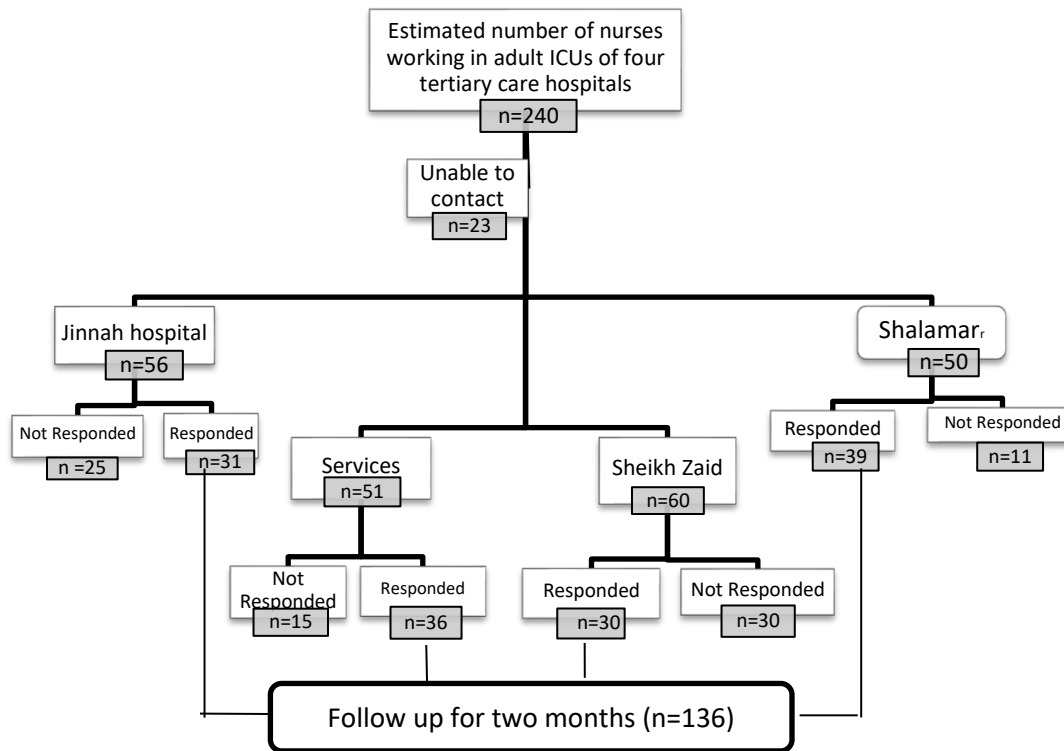 Estimated number of nurses
working in adult ICUs of four
tertiary care hospitals
n=240
Unable to
contact
n=23
Jinnah hospital
n=56
Not Responded
n =25
Responded
n=31
Services
n=51
Not
Responded
n=15
Responded
n=36
Sheikh Zaid
n=60
Responded
n=30
Not Responded
n=30
Shalamarr
n=50
Responded
n=39
Not Responded
n=11
Follow up for two months (n=136)